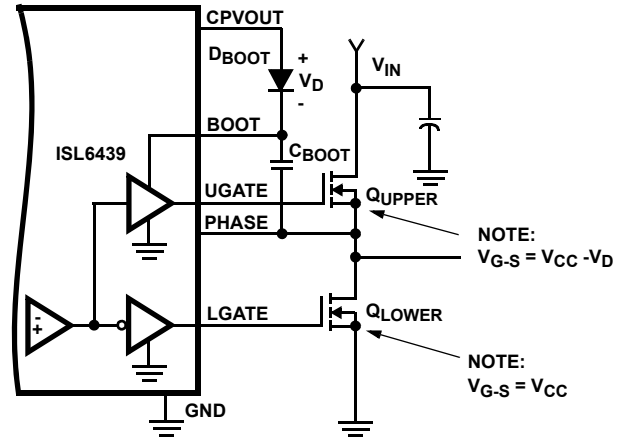 CPVOUT
DBOOT
+
VD
-
VIN
BOOT
ISL6439
CBOOT
UGATE
QUPPER
PHASE
NOTE:
VG-S = VCC -VD
-
+
LGATE
QLOWER
NOTE:
VG-S = VCC
GND